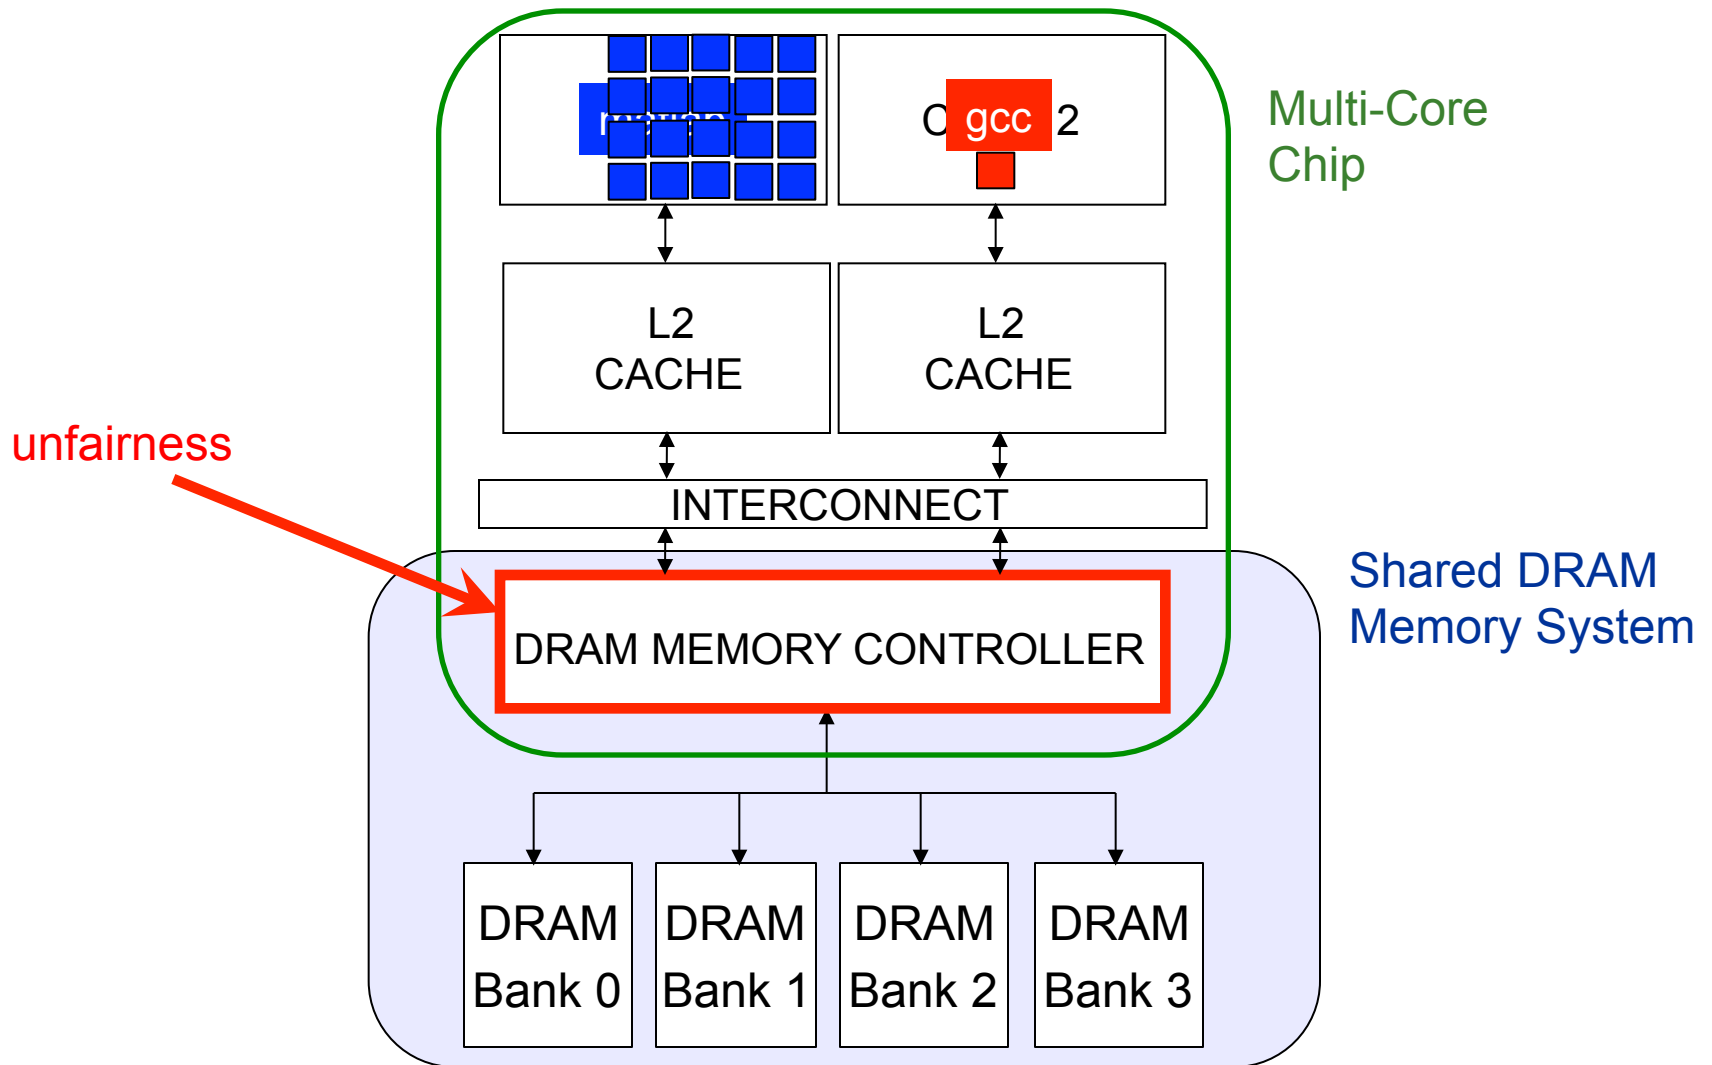 gcc
2
Multi-Core
Chip
L2
CACHE
L2
CACHE
unfairness
INTERCONNECT
Shared DRAM
Memory System
DRAM MEMORY CONTROLLER
DRAM
Bank 0
DRAM
Bank 1
DRAM
Bank 2
DRAM
Bank 3